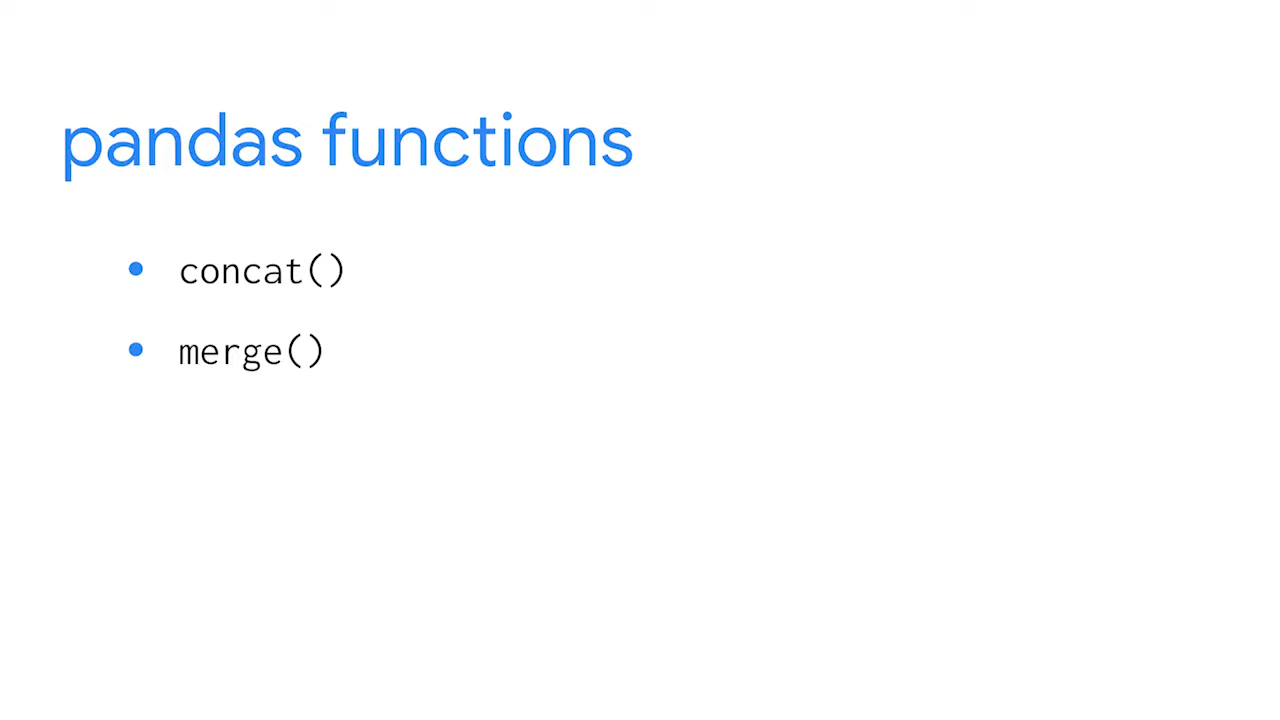 pandas functions
• concat()
• merge()